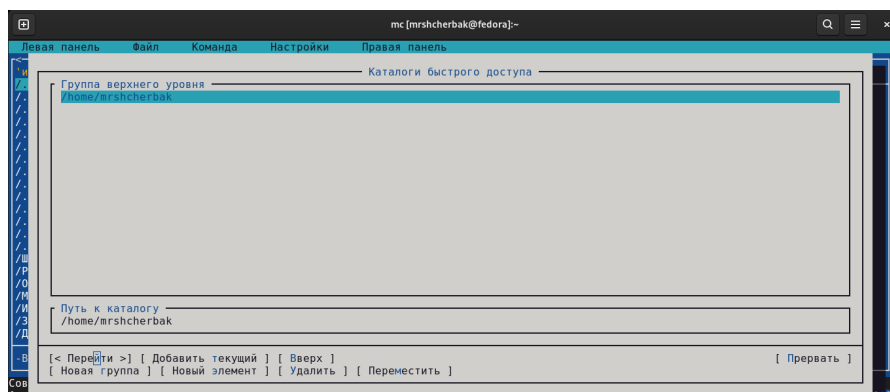 mc [mrshcherbak@fedora]:~
Левая панель Файл Команда Настройки Правая панель
Каталоги быстрого доступа
Группа верхнего уровня
/home/mrshcherbak
Путь к каталогу
/home/mrshcherbak
[< Перейти >] [ Добавить текущий ] [ Вверх ] [ Прервать ]
[ Новая группа ] [ Новый элемент ] [ Удалить ] [ Переместить ]
Сов